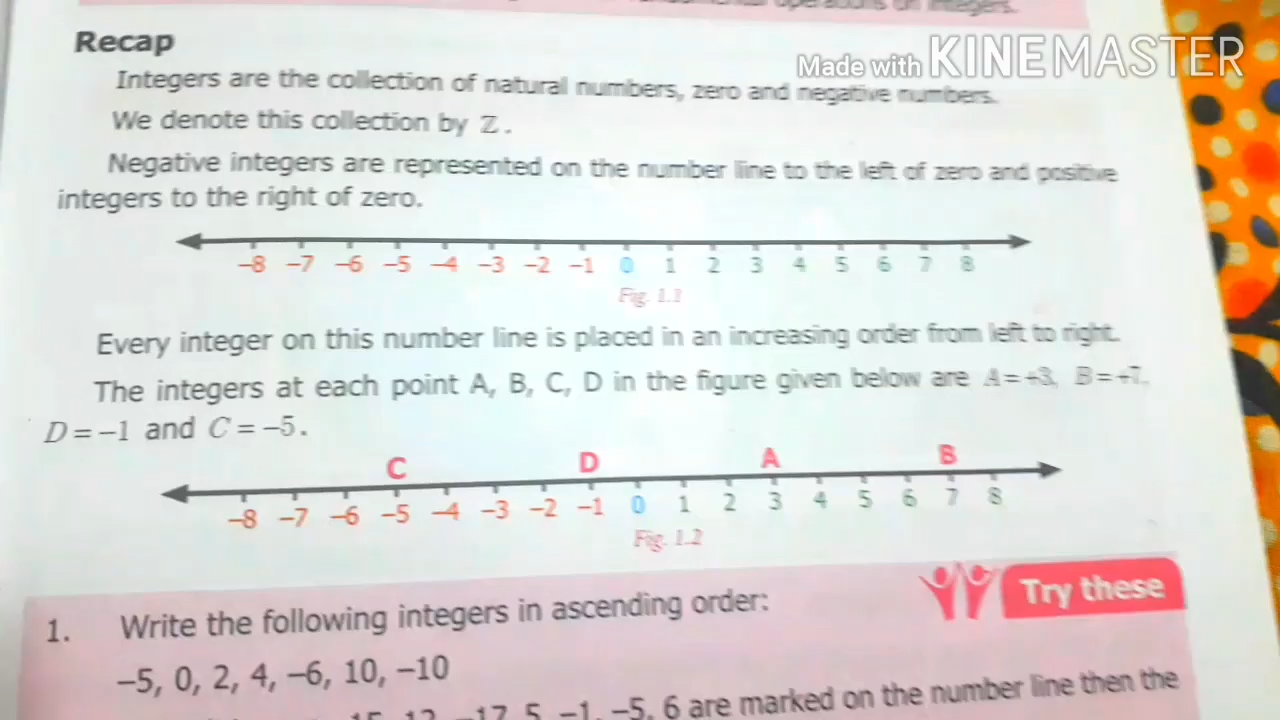 operations on integers.
Made with KINEMASTER
Recap
Integers are the collection of natural numbers, zero and negative numbers.
We denote this collection by ℤ.
Negative integers are represented on the number line to the left of zero and positive
integers to the right of zero.
–8 –7 –6 –5 –4 –3 –2 –1 0 1 2 3 4 5 6 7 8
Fig. 1.1
Every integer on this number line is placed in an increasing order from left to right.
The integers at each point A, B, C, D in the figure given below are A=+3, B=+7,
D=–1 and C=–5.
C D A B
–8 –7 –6 –5 –4 –3 –2 –1 0 1 2 3 4 5 6 7 8
Fig. 1.2
Try these
1. Write the following integers in ascending order:
–5, 0, 2, 4, –6, 10, –10
15, 12, –17, 5, –1, –5, 6 are marked on the number line then the